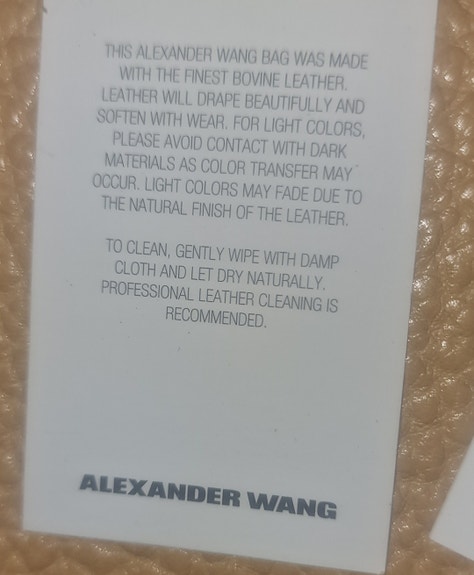 THIS ALEXANDER WANG BAG WAS MADE
WITH THE FINEST BOVINE LEATHER.
LEATHER WILL DRAPE BEAUTIFULLY AND
SOFTEN WITH WEAR. FOR LIGHT COLORS,
PLEASE AVOID CONTACT WITH DARK
MATERIALS AS COLOR TRANSFER MAY
OCCUR. LIGHT COLORS MAY FADE DUE TO
THE NATURAL FINISH OF THE LEATHER.
TO CLEAN, GENTLY WIPE WITH DAMP
CLOTH AND LET DRY NATURALLY.
PROFESSIONAL LEATHER CLEANING IS
RECOMMENDED.
ALEXANDER WANG